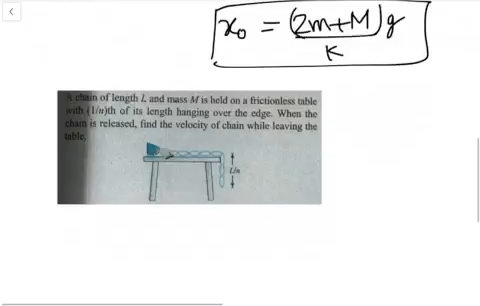 x₀ = (2m+M)g
K
A chain of length L and mass M is held on a frictionless table
with (1/n)th of its length hanging over the edge. When the
chain is released, find the velocity of chain while leaving the
table.
L/n